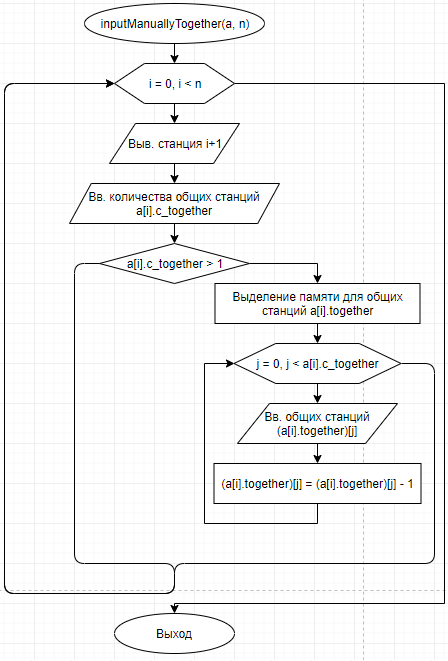 inputManuallyTogether(a, n)
i = 0, i < n
Выв. станция i+1
Вв. количества общих станций
a[i].c_together
a[i].c_together > 1
Выделение памяти для общих
станций a[i].together
j = 0, j < a[i].c_together
Вв. общих станций
(a[i].together)[j]
(a[i].together)[j] = (a[i].together)[j] - 1
Выход